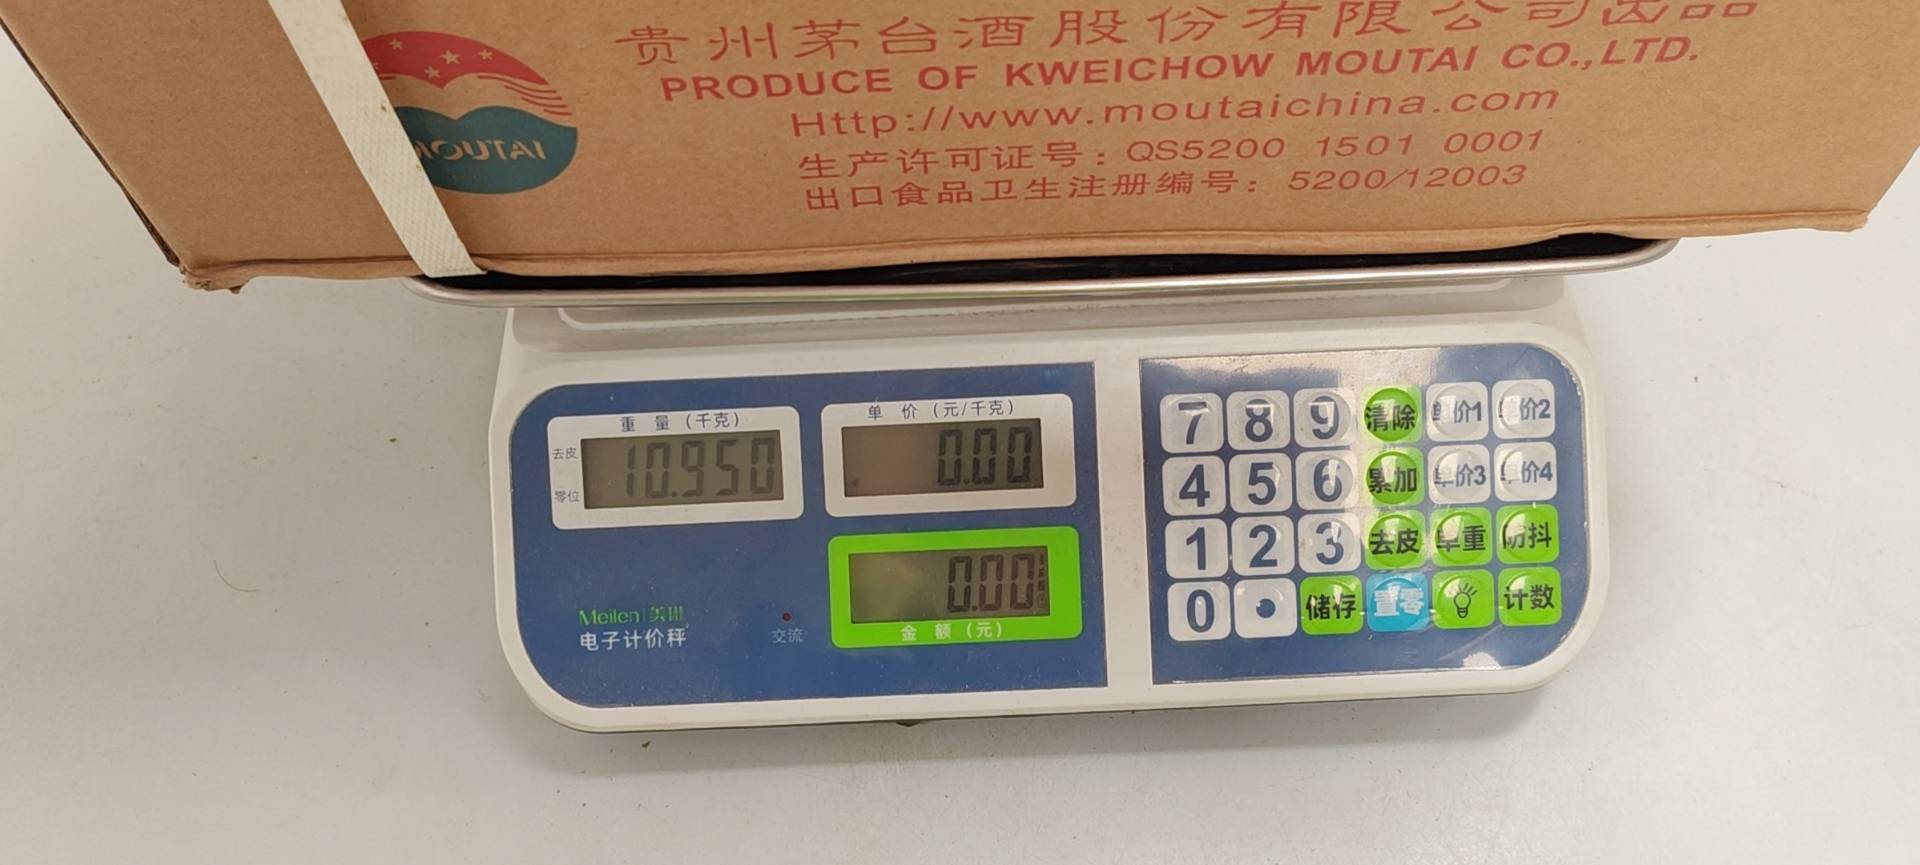 贵州茅台酒股份有限公司出品
PRODUCE OF KWEICHOW MOUTAI CO.,LTD.
Http://www.moutaichina.com
生产许可证号：QS5200 1501 0001
出口食品卫生注册编号：5200/12003
MOUTAI
重量(千克)
去皮
零位
10.950
单价(元/千克)
0.00
0.00
金额(元)
Meilen
电子计价秤
交流
7 8 9 清除 单价1 单价2
4 5 6 累加 单价3 单价4
1 2 3 去皮 单重 防抖
0 . 储存 置零 计数